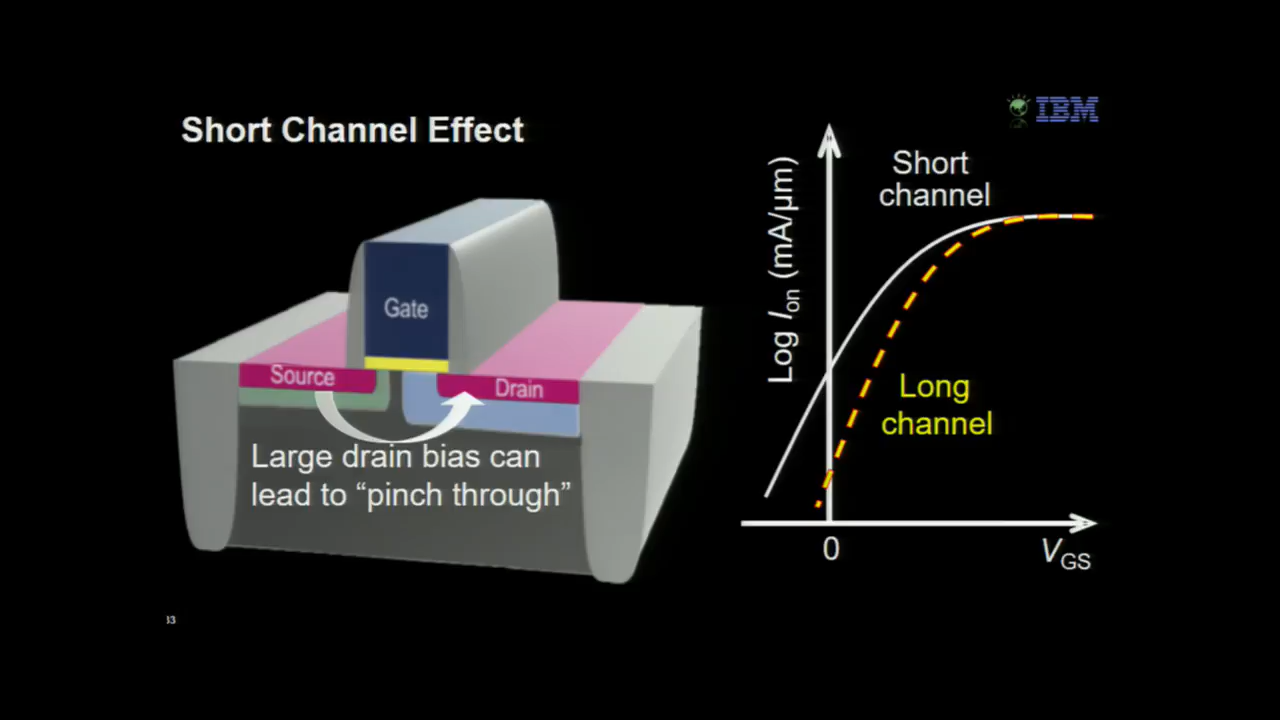 Short Channel Effect
IBM
Gate
Source
Drain
Large drain bias can
lead to “pinch through”
Log Ion (mA/μm)
Short
channel
Long
channel
0
VGS
33